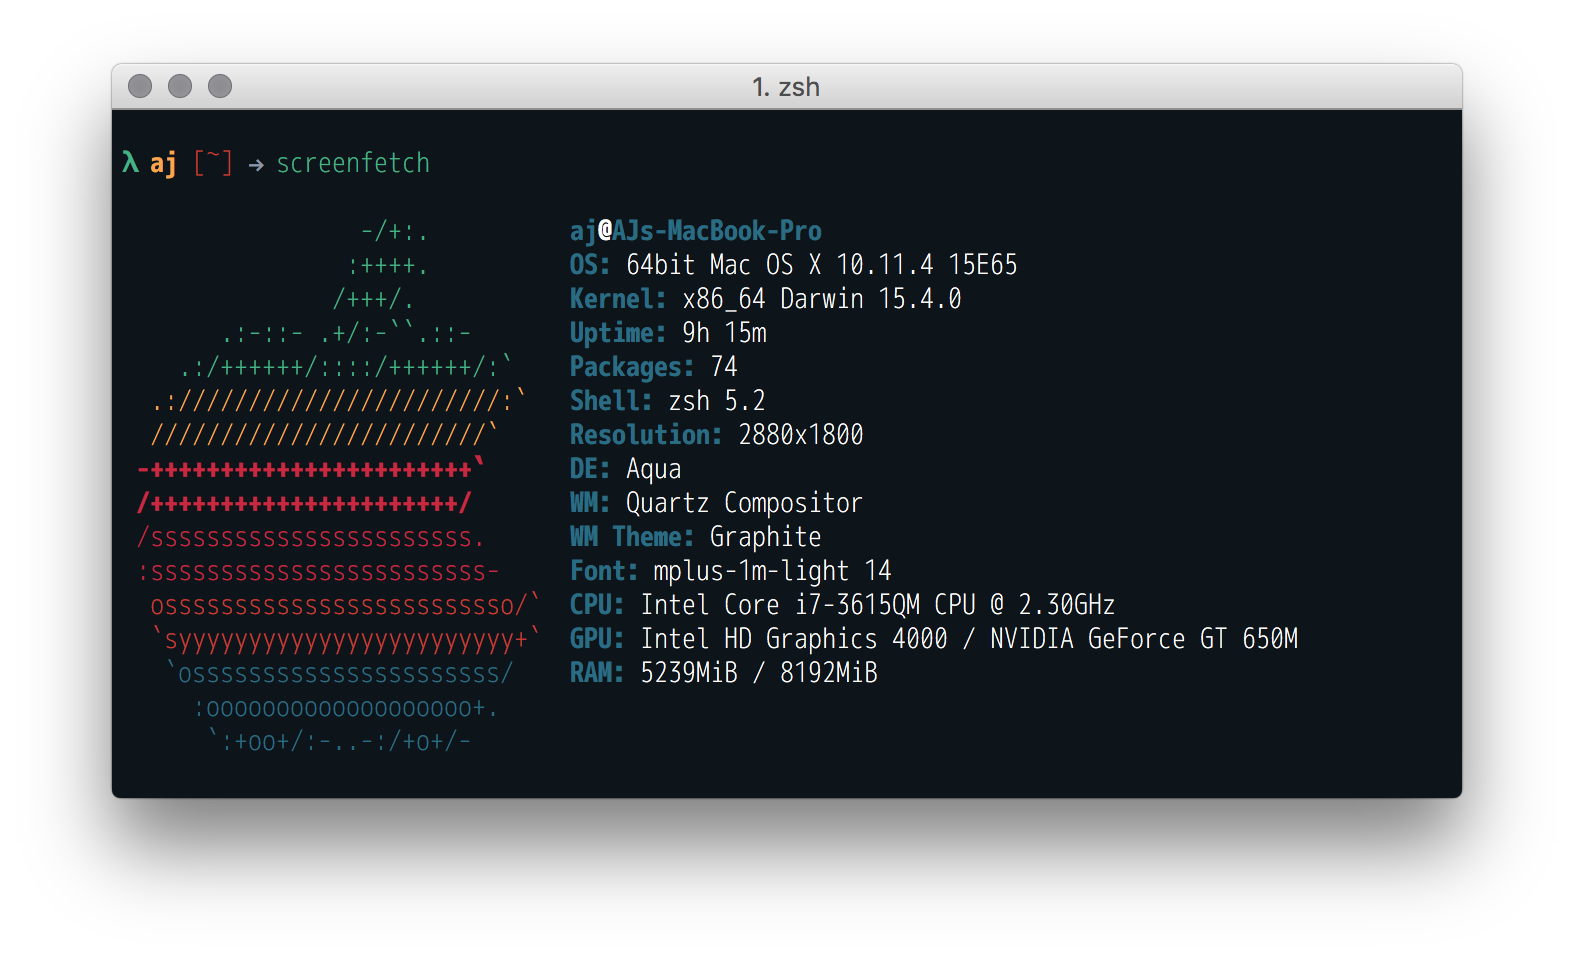 1. zsh
λ aj [~] → screenfetch
-/+:.
:++++.
/+++/.
.:-::- .+/:-``.::-
.:/++++++/::::/++++++/:`
.:///////////////////////:`
////////////////////////`
-+++++++++++++++++++++++`
/++++++++++++++++++++++/
/sssssssssssssssssssssss.
:ssssssssssssssssssssssss-
osssssssssssssssssssssssso/`
`syyyyyyyyyyyyyyyyyyyyyyyy+`
`ossssssssssssssssssssss/
:ooooooooooooooooooo+.
`:+oo+/:-..-:/+o+/-
aj@AJs-MacBook-Pro
OS: 64bit Mac OS X 10.11.4 15E65
Kernel: x86_64 Darwin 15.4.0
Uptime: 9h 15m
Packages: 74
Shell: zsh 5.2
Resolution: 2880x1800
DE: Aqua
WM: Quartz Compositor
WM Theme: Graphite
Font: mplus-1m-light 14
CPU: Intel Core i7-3615QM CPU @ 2.30GHz
GPU: Intel HD Graphics 4000 / NVIDIA GeForce GT 650M
RAM: 5239MiB / 8192MiB